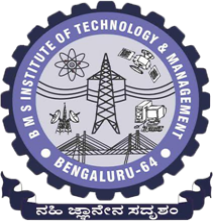 B M S INSTITUTE OF TECHNOLOGY & MANAGEMENT
• BENGALURU-64 •
ನಹಿ ಜ್ಞಾನೇನ ಸದೃಶಂ